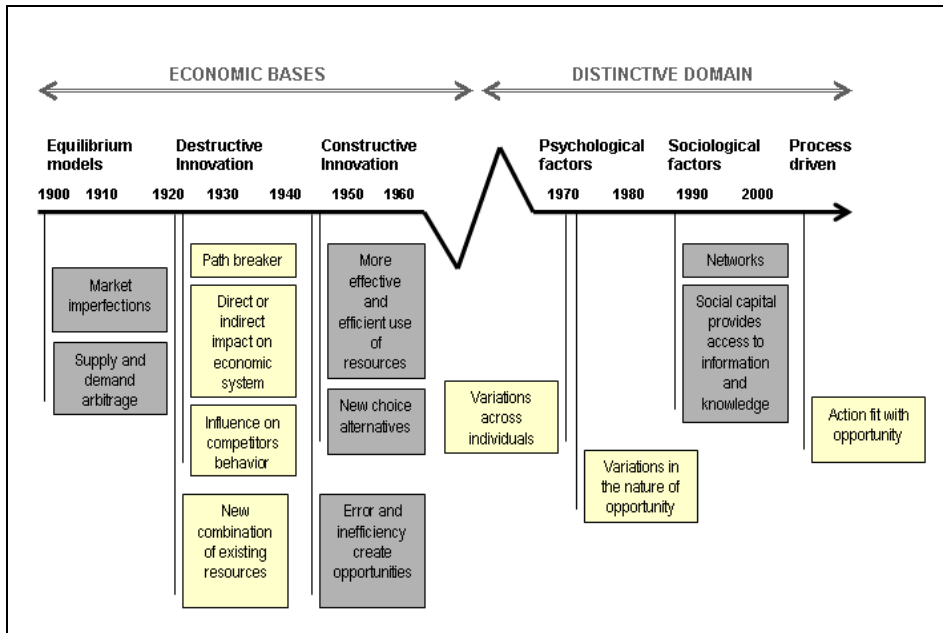 ECONOMIC BASES
DISTINCTIVE DOMAIN
Equilibrium
models
Destructive
Innovation
Constructive
Innovation
Psychological
factors
Sociological
factors
Process
driven
1900 1910 1920 1930 1940 1950 1960 1970 1980 1990 2000
Market
imperfections
Supply and
demand
arbitrage
Path breaker
Direct or
indirect
impact on
economic
system
Influence on
competitors
behavior
New
combination
of existing
resources
More
effective
and
efficient use
of
resources
New choice
alternatives
Error and
inefficiency
create
opportunities
Variations
across
individuals
Variations in
the nature of
opportunity
Networks
Social capital
provides
access to
information
and
knowledge
Action fit with
opportunity